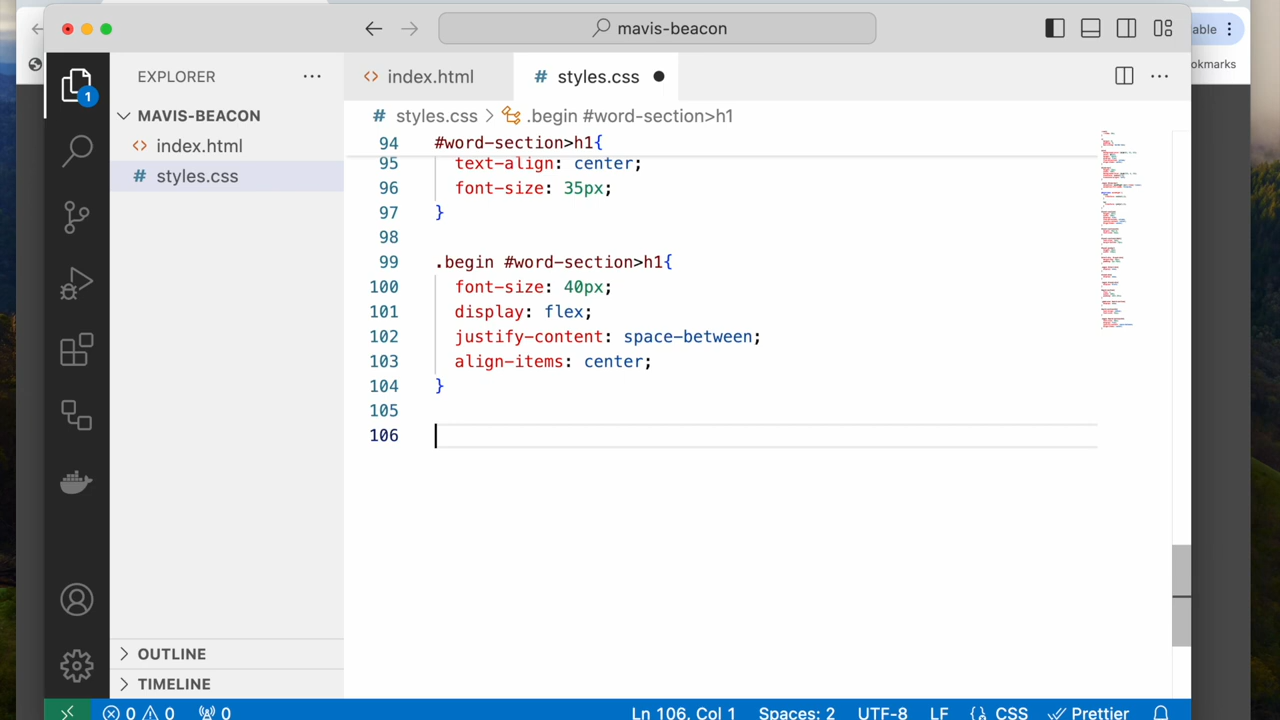 mavis-beacon
able
okmarks
EXPLORER
index.html
styles.css
1
MAVIS-BEACON
styles.css
.begin #word-section>h1
index.html
styles.css
94 #word-section>h1{
95 text-align: center;
96 font-size: 35px;
97 }
98
99 .begin #word-section>h1{
100 font-size: 40px;
101 display: flex;
102 justify-content: space-between;
103 align-items: center;
104 }
105
106
OUTLINE
TIMELINE
0 0 0
Ln 106, Col 1 Spaces: 2 UTF-8 LF {} CSS Prettier